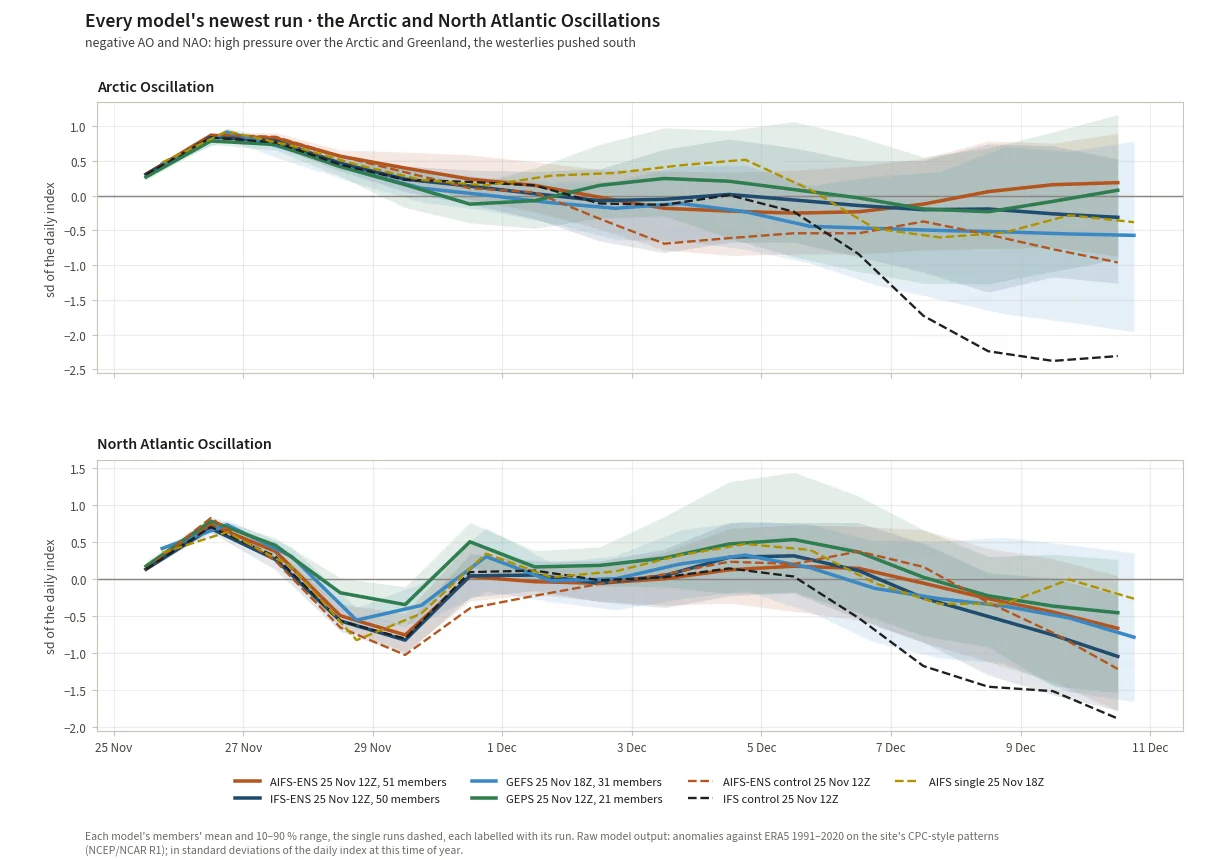 Every model's newest run · the Arctic and North Atlantic Oscillations
negative AO and NAO: high pressure over the Arctic and Greenland, the westerlies pushed south
Arctic Oscillation
sd of the daily index
1.0
0.5
0.0
−0.5
−1.0
−1.5
−2.0
−2.5
North Atlantic Oscillation
sd of the daily index
1.5
1.0
0.5
0.0
−0.5
−1.0
−1.5
−2.0
25 Nov
27 Nov
29 Nov
1 Dec
3 Dec
5 Dec
7 Dec
9 Dec
11 Dec
AIFS-ENS 25 Nov 12Z, 51 members
IFS-ENS 25 Nov 12Z, 50 members
GEFS 25 Nov 18Z, 31 members
GEPS 25 Nov 12Z, 21 members
AIFS-ENS control 25 Nov 12Z
IFS control 25 Nov 12Z
AIFS single 25 Nov 18Z
Each model's members' mean and 10–90 % range, the single runs dashed, each labelled with its run. Raw model output: anomalies against ERA5 1991–2020 on the site's CPC-style patterns
(NCEP/NCAR R1); in standard deviations of the daily index at this time of year.